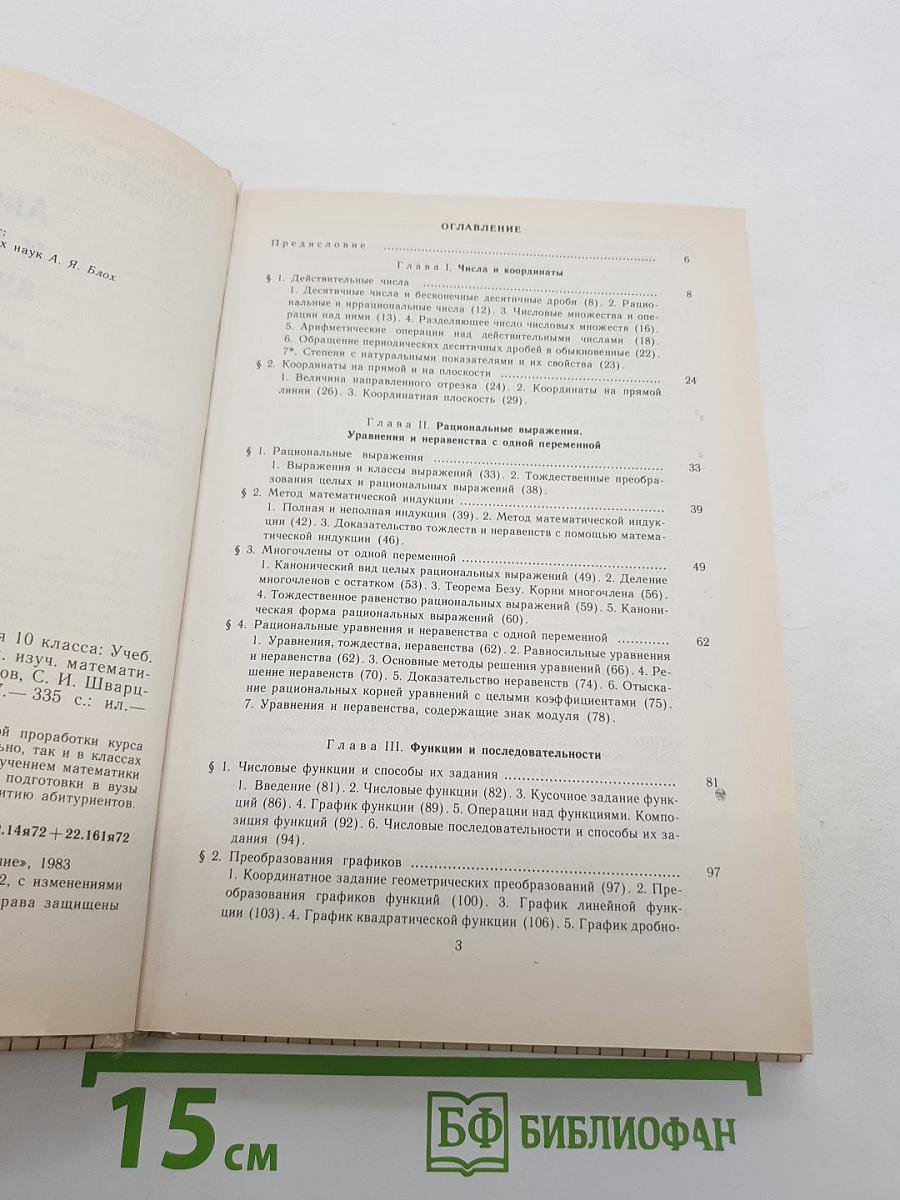 т:
х наук А. Я. Блох
я 10 класса: Учеб.
. изуч. математи-
ов, С. И. Шварц-
7.— 335 с.: ил.—
ой проработки курса
ьно, так и в классах
учением математики
подготовки в вузы
итию абитуриентов.
2.14я72+22.161я72
ие», 1983
2, с изменениями
рава защищены
ОГЛАВЛЕНИЕ
Предисловие 6
Глава I. Числа и координаты
§ 1. Действительные числа 8
1. Десятичные числа и бесконечные десятичные дроби (8). 2. Рацио-
нальные и иррациональные числа (12). 3. Числовые множества и опе-
рации над ними (13). 4. Разделяющее число числовых множеств (16).
5. Арифметические операции над действительными числами (18).
6. Обращение периодических десятичных дробей в обыкновенные (22).
7*. Степени с натуральными показателями и их свойства (23).
§ 2. Координаты на прямой и на плоскости 24
1. Величина направленного отрезка (24). 2. Координаты на прямой
линии (26). 3. Координатная плоскость (29).
Глава II. Рациональные выражения.
Уравнения и неравенства с одной переменной
§ 1. Рациональные выражения 33
1. Выражения и классы выражений (33). 2. Тождественные преобра-
зования целых и рациональных выражений (38).
§ 2. Метод математической индукции 39
1. Полная и неполная индукция (39). 2. Метод математической индук-
ции (42). 3. Доказательство тождеств и неравенств с помощью матема-
тической индукции (46).
§ 3. Многочлены от одной переменной 49
1. Канонический вид целых рациональных выражений (49). 2. Деление
многочленов с остатком (53). 3. Теорема Безу. Корни многочлена (56).
4. Тождественное равенство рациональных выражений (59). 5. Канони-
ческая форма рациональных выражений (60).
§ 4. Рациональные уравнения и неравенства с одной переменной 62
1. Уравнения, тождества, неравенства (62). 2. Равносильные уравнения
и неравенства (62). 3. Основные методы решения уравнений (66). 4. Ре-
шение неравенств (70). 5. Доказательство неравенств (74). 6. Отыска-
ние рациональных корней уравнений с целыми коэффициентами (75).
7. Уравнения и неравенства, содержащие знак модуля (78).
Глава III. Функции и последовательности
§ 1. Числовые функции и способы их задания 81
1. Введение (81). 2. Числовые функции (82). 3. Кусочное задание функ-
ций (86). 4. График функции (89). 5. Операции над функциями. Компо-
зиция функций (92). 6. Числовые последовательности и способы их за-
дания (94).
§ 2. Преобразования графиков 97
1. Координатное задание геометрических преобразований (97). 2. Пре-
образования графиков функций (100). 3. График линейной функ-
ции (103). 4. График квадратической функции (106). 5. График дробно-
3
15 см
БФ БИБЛИОФАН